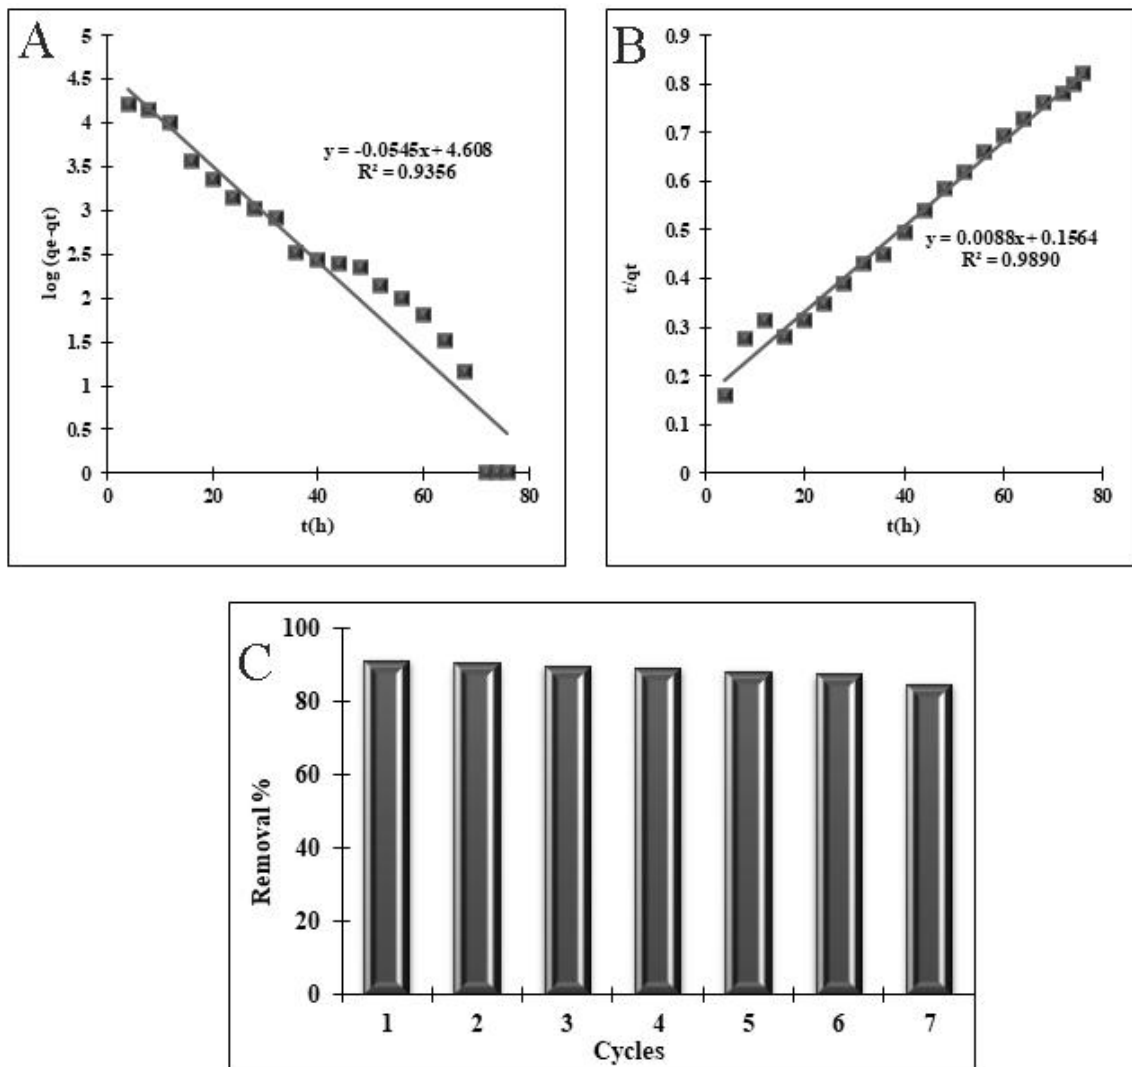 A
5
4.5
4
3.5
3
2.5
2
1.5
1
0.5
0
log (qe-qt)
y = -0.0545x + 4.608
R² = 0.9356
0 20 40 60 80
t(h)
B
0.9
0.8
0.7
0.6
0.5
0.4
0.3
0.2
0.1
0
t/qt
y = 0.0088x + 0.1564
R² = 0.9890
0 20 40 60 80
t(h)
C
100
80
60
40
20
0
Removal %
1 2 3 4 5 6 7
Cycles